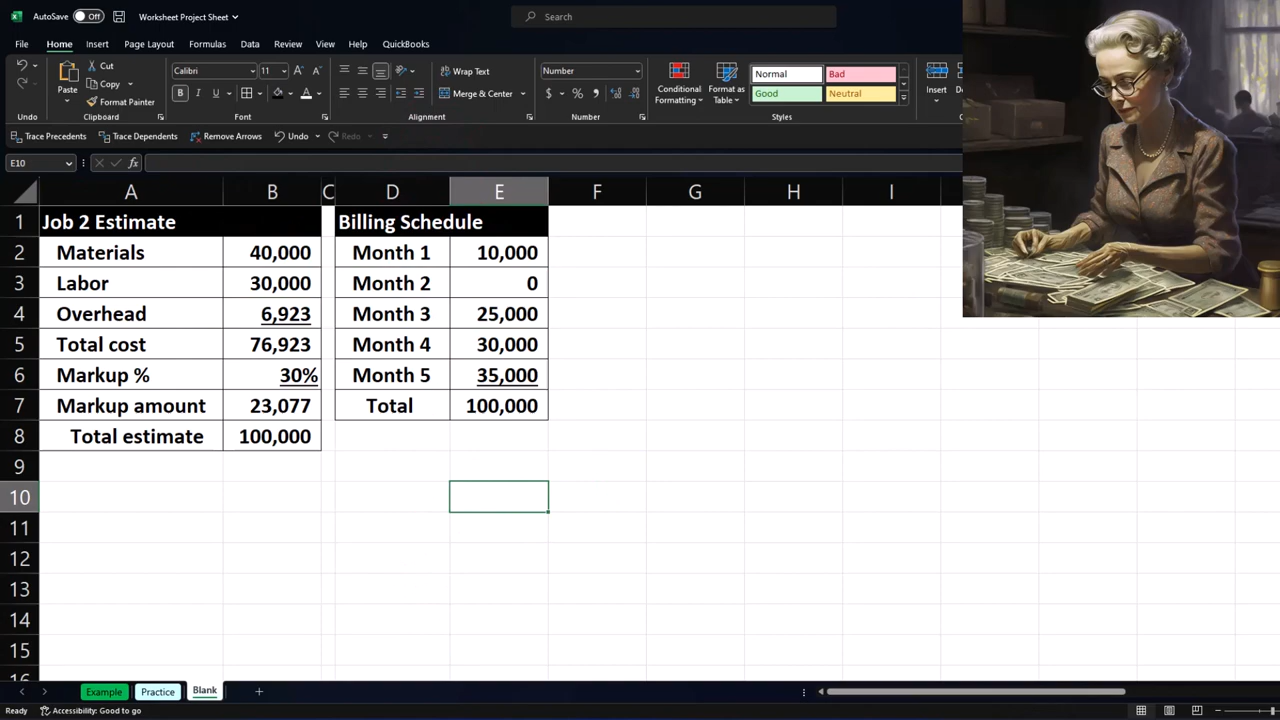 AutoSave Off Worksheet Project Sheet Search
File Home Insert Page Layout Formulas Data Review View Help QuickBooks
Paste Cut Copy Format Painter
Calibri 11 B I U
Wrap Text Merge & Center
Number $ % ,
Conditional Formatting Format as Table
Normal Bad Good Neutral
Insert
Undo Clipboard Font Alignment Number Styles
Trace Precedents Trace Dependents Remove Arrows Undo Redo
E10 fx
A B C D E F G H I
1 Job 2 Estimate Billing Schedule
2 Materials 40,000 Month 1 10,000
3 Labor 30,000 Month 2 0
4 Overhead 6,923 Month 3 25,000
5 Total cost 76,923 Month 4 30,000
6 Markup % 30% Month 5 35,000
7 Markup amount 23,077 Total 100,000
8 Total estimate 100,000
9
10
11
12
13
14
15
Example Practice Blank
Ready Accessibility: Good to go